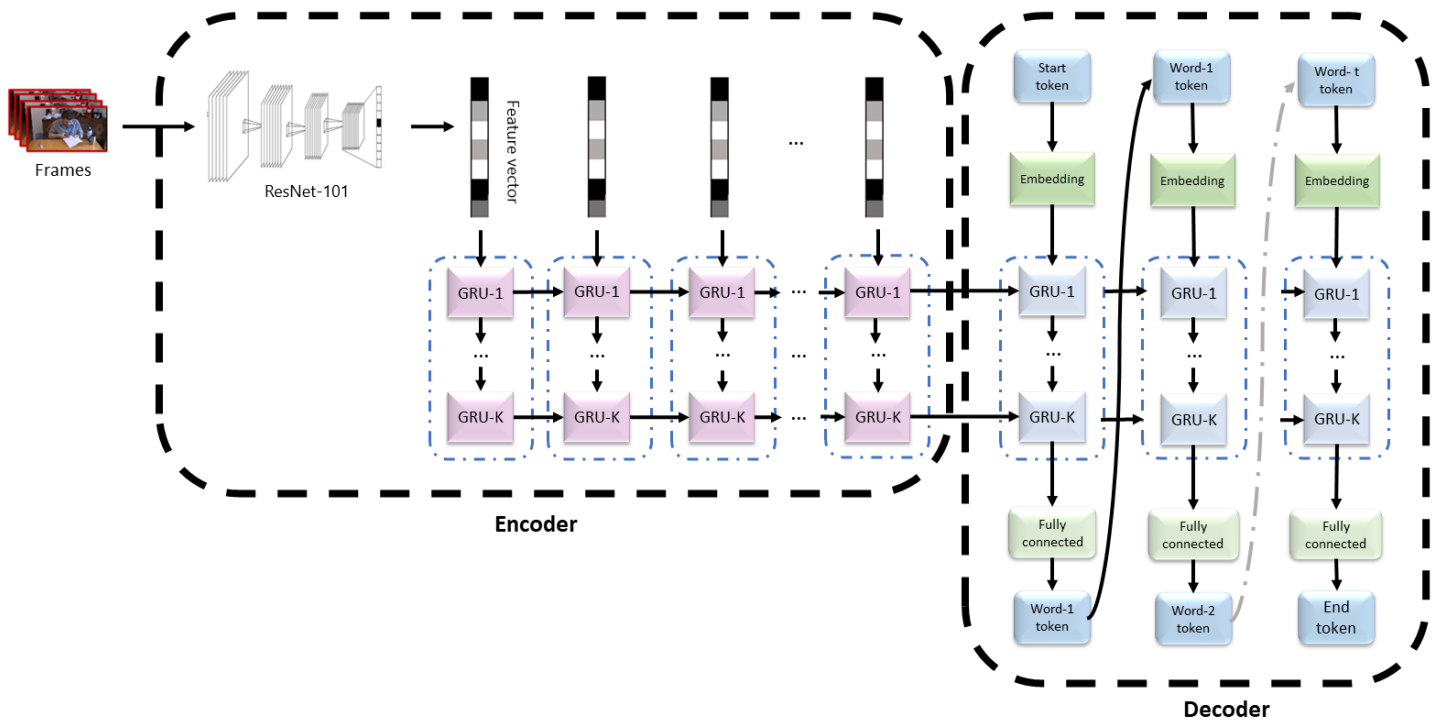 Frames
ResNet-101
Feature vector
...
GRU-1
GRU-1
GRU-1
...
GRU-1
...
...
...
...
...
GRU-K
GRU-K
GRU-K
...
GRU-K
Encoder
Start
token
Embedding
GRU-1
...
GRU-K
Fully
connected
Word-1
token
Word-1
token
Embedding
GRU-1
...
GRU-K
Fully
connected
Word-2
token
Word- t
token
Embedding
GRU-1
...
GRU-K
Fully
connected
End
token
Decoder